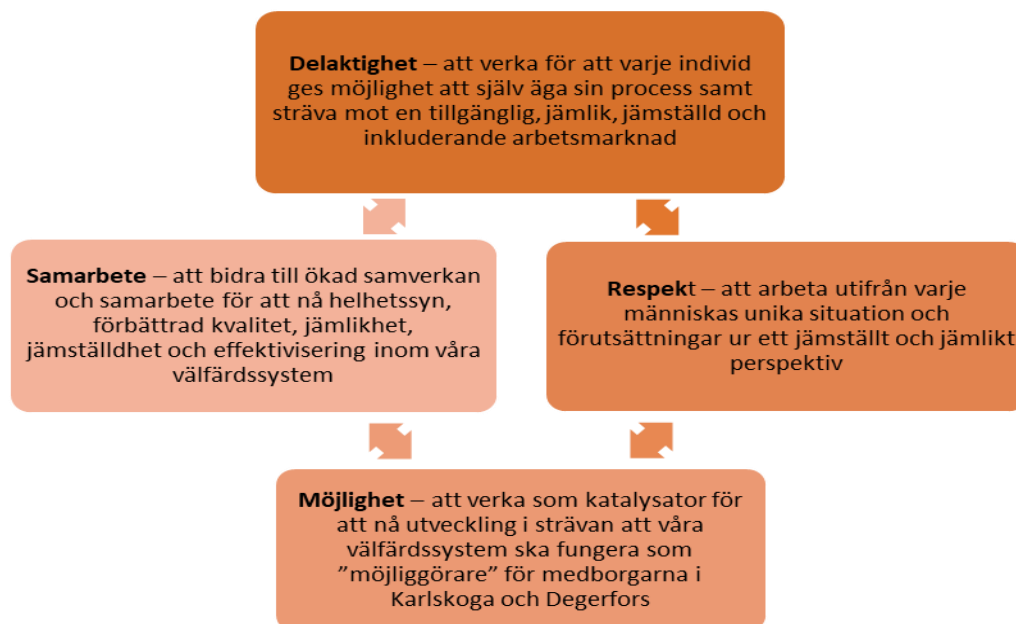 Delaktighet – att verka för att varje individ
ges möjlighet att själv äga sin process samt
sträva mot en tillgänglig, jämlik, jämställd och
inkluderande arbetsmarknad
Samarbete – att bidra till ökad samverkan
och samarbete för att nå helhetssyn,
förbättrad kvalitet, jämlikhet,
jämställdhet och effektivisering inom våra
välfärdssystem
Respekt – att arbeta utifrån varje
människas unika situation och
förutsättningar ur ett jämställt och jämlikt
perspektiv
Möjlighet – att verka som katalysator för
att nå utveckling i strävan att våra
välfärdssystem ska fungera som
”möjliggörare” för medborgarna i
Karlskoga och Degerfors